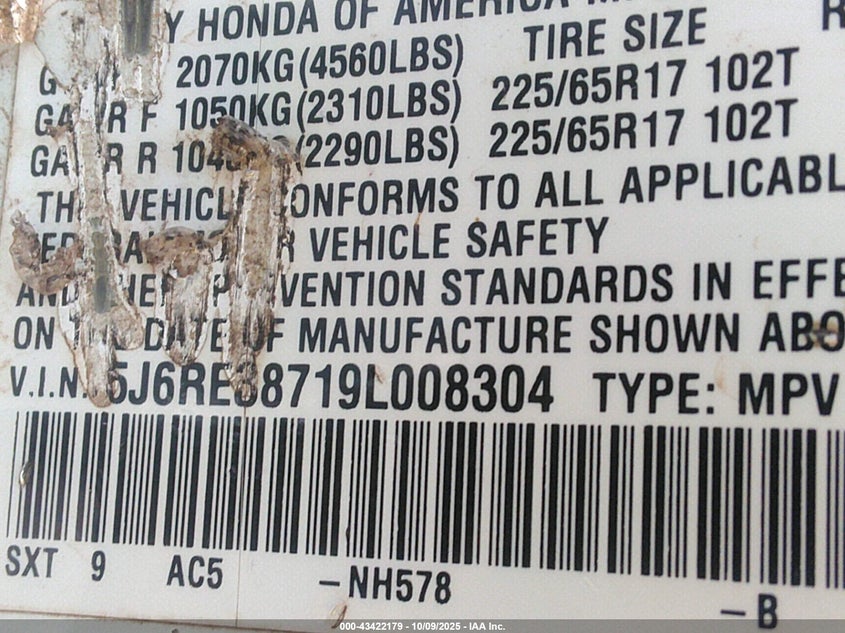 Y HONDA OF AMERICA
2070KG(4560LBS) TIRE SIZE
F 1050KG(2310LBS) 225/65R17 102T
R (2290LBS) 225/65R17 102T
VEHICLE CONFORMS TO ALL APPLICABL
VEHICLE SAFETY
VENTION STANDARDS IN EFFE
ON DATE OF MANUFACTURE SHOWN ABO
V.I.N. 5J6RE38719L008304 TYPE: MPV
SXT 9 AC5 -NH578 -B
000-43422179 - 10/09/2025 - IAA Inc.